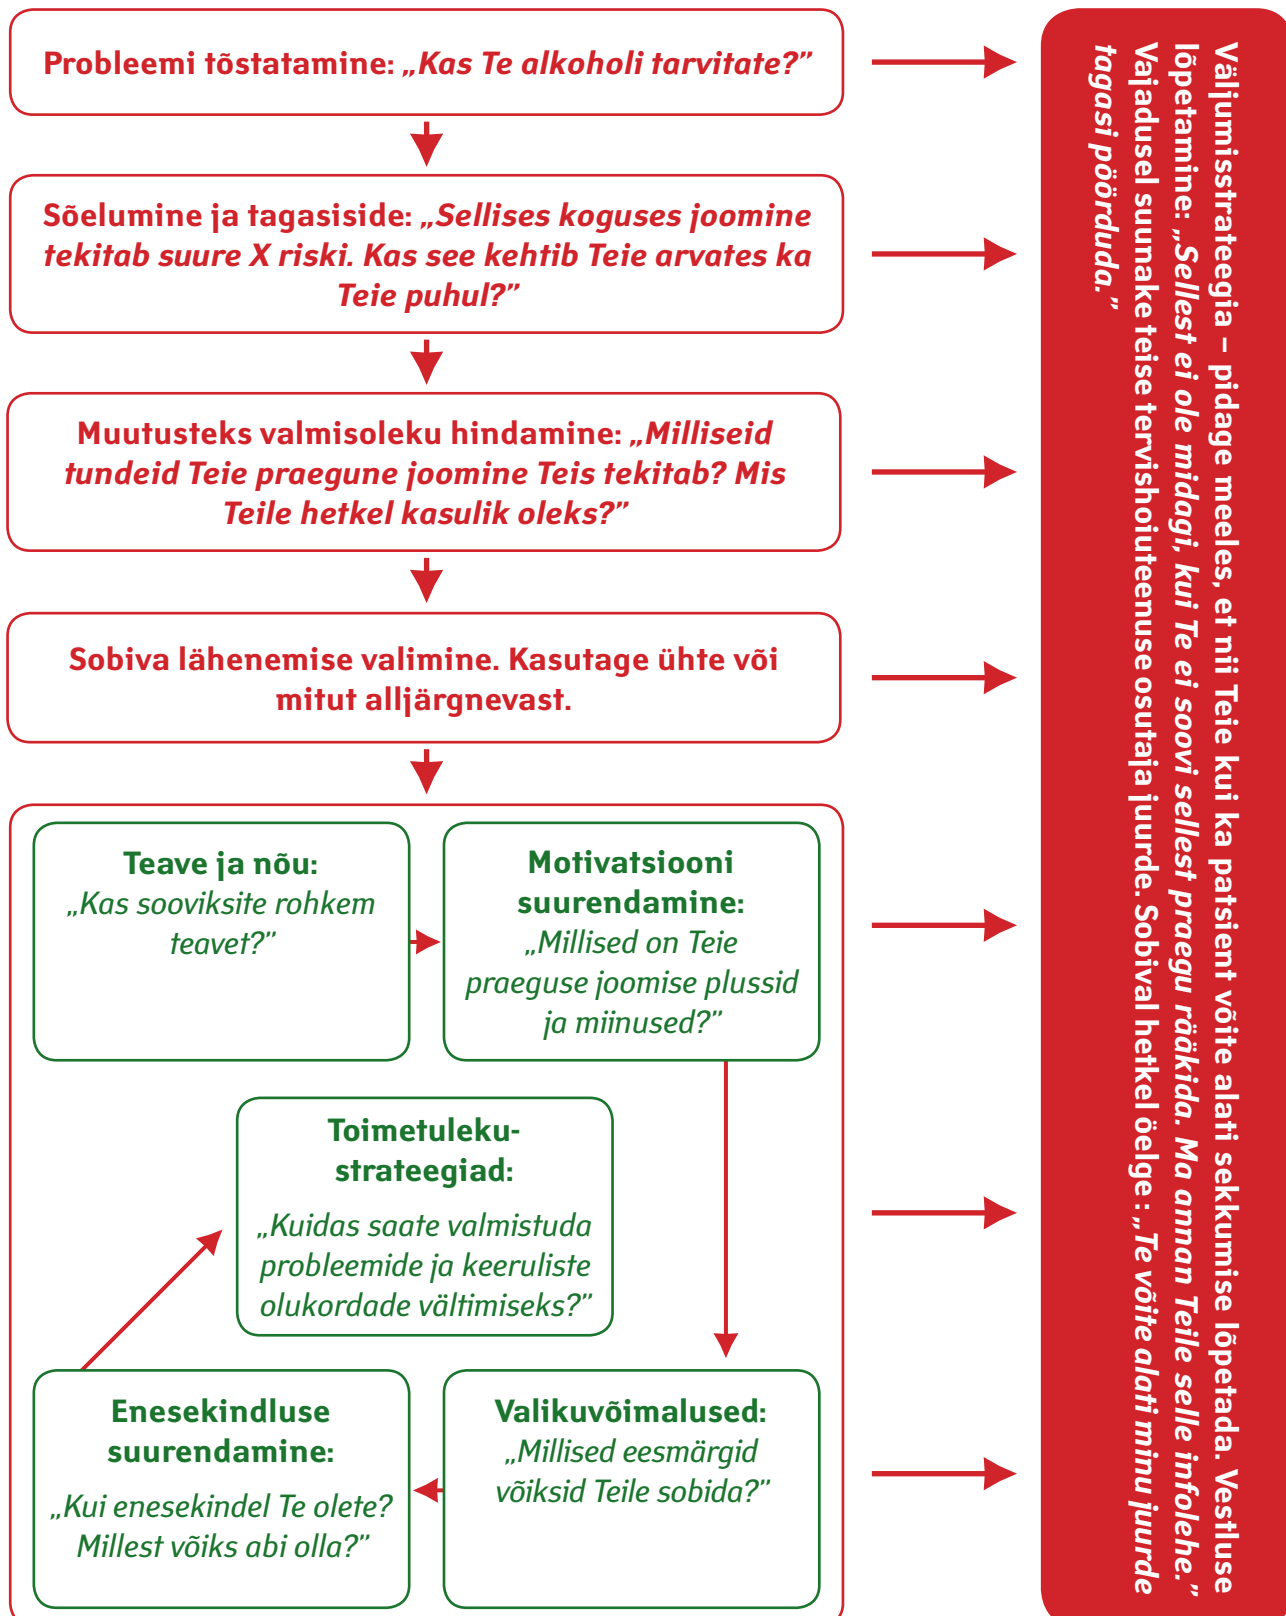 Probleemi tõstatamine: „Kas Te alkoholi tarvitate?”
Sõelumine ja tagasiside: „Sellises koguses joomine
tekitab suure X riski. Kas see kehtib Teie arvates ka
Teie puhul?”
Muutusteks valmisoleku hindamine: „Milliseid
tundeid Teie praegune joomine Teis tekitab? Mis
Teile hetkel kasulik oleks?”
Sobiva lähenemise valimine. Kasutage ühte või
mitut alljärgnevast.
Teave ja nõu:
„Kas sooviksite rohkem
teavet?”
Motivatsiooni
suurendamine:
„Millised on Teie
praeguse joomise plussid
ja miinused?”
Toimetuleku-
strateegiad:
„Kuidas saate valmistuda
probleemide ja keeruliste
olukordade vältimiseks?”
Enesekindluse
suurendamine:
„Kui enesekindel Te olete?
Millest võiks abi olla?”
Valikuvõimalused:
„Millised eesmärgid
võiksid Teile sobida?”
Väljumisstrateegia – pidage meeles, et nii Teie kui ka patsient võite alati sekkumise lõpetada. Vestluse
lõpetamine: „Sellest ei ole midagi, kui Te ei soovi sellest praegu rääkida. Ma annan Teile selle infolehe.”
Vajadusel suunake teise tervishoiuteenuse osutaja juurde. Sobival hetkel öelge : „Te võite alati minu juurde
tagasi pöörduda.”